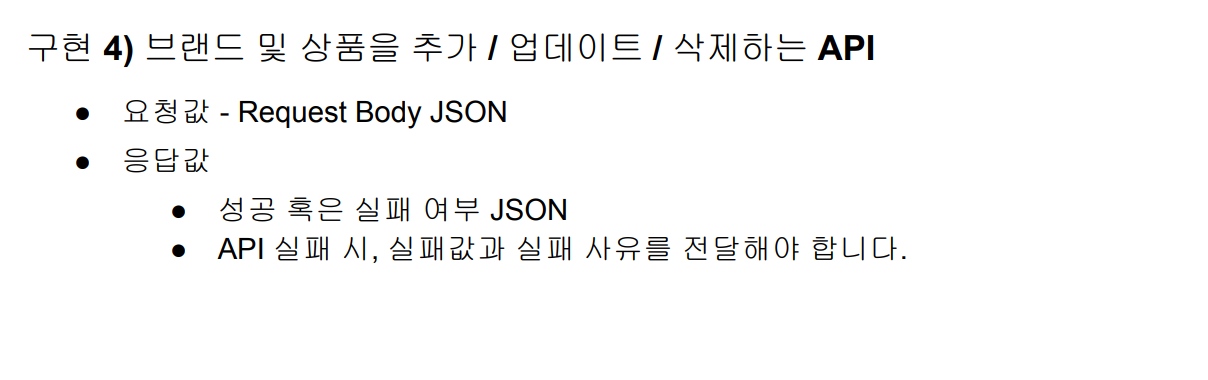 구현 4) 브랜드 및 상품을 추가 / 업데이트 / 삭제하는 API
● 요청값 - Request Body JSON
● 응답값
● 성공 혹은 실패 여부 JSON
● API 실패 시, 실패값과 실패 사유를 전달해야 합니다.